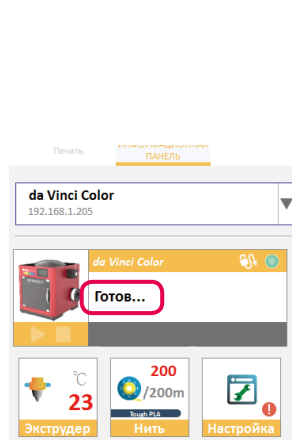 Печать
ИНФОРМАЦИОННАЯ
ПАНЕЛЬ
da Vinci Color
192.168.1.205
da Vinci Color
Готов...
°C
23
Экструдер
200
/200m
Tough PLA
Нить
Настройка